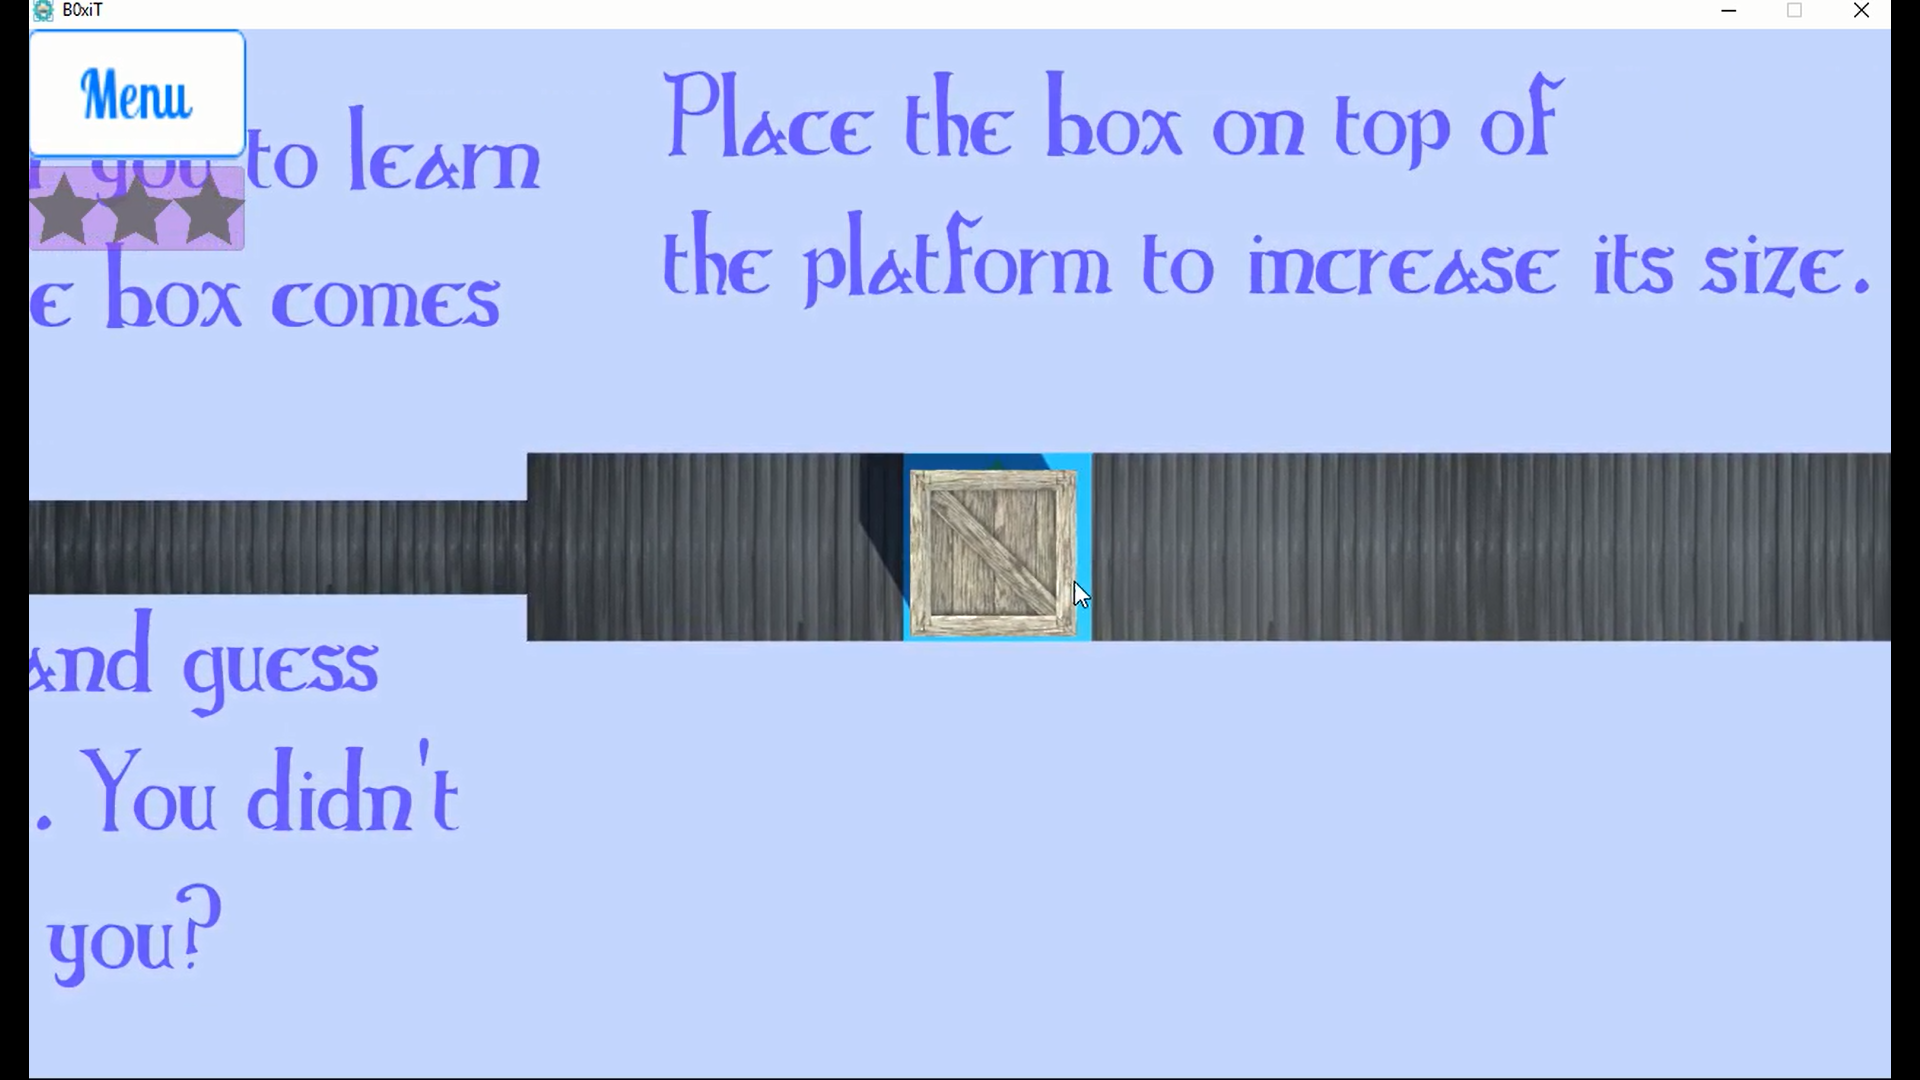 B0xiT
Menu
you to learn
e box comes
Place the box on top of
the platform to increase its size.
and guess
. You didn't
you?